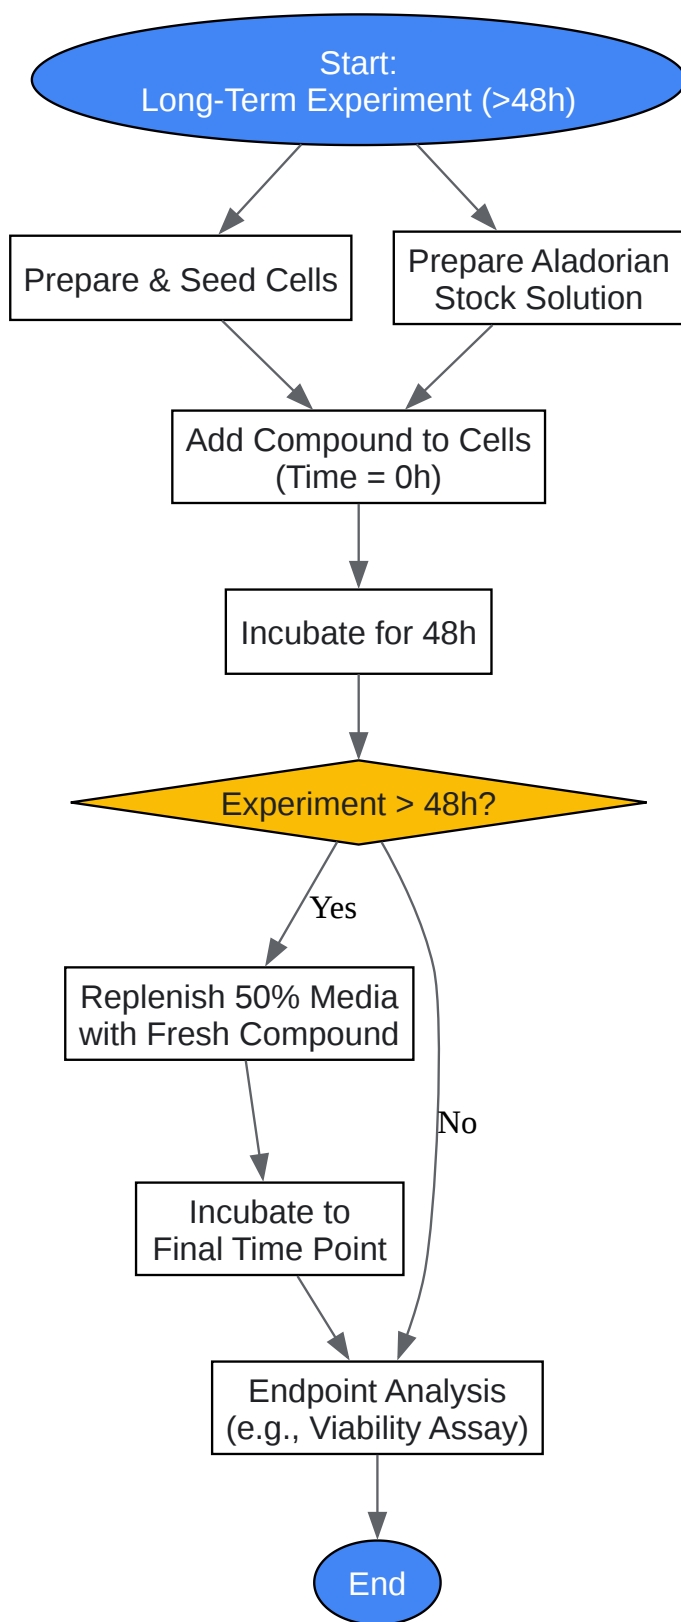 Start:
Long-Term Experiment (>48h)
Prepare & Seed Cells
Prepare Aladorian
Stock Solution
Add Compound to Cells
(Time = 0h)
Incubate for 48h
Experiment > 48h?
Yes
Replenish 50% Media
with Fresh Compound
No
Incubate to
Final Time Point
Endpoint Analysis
(e.g., Viability Assay)
End